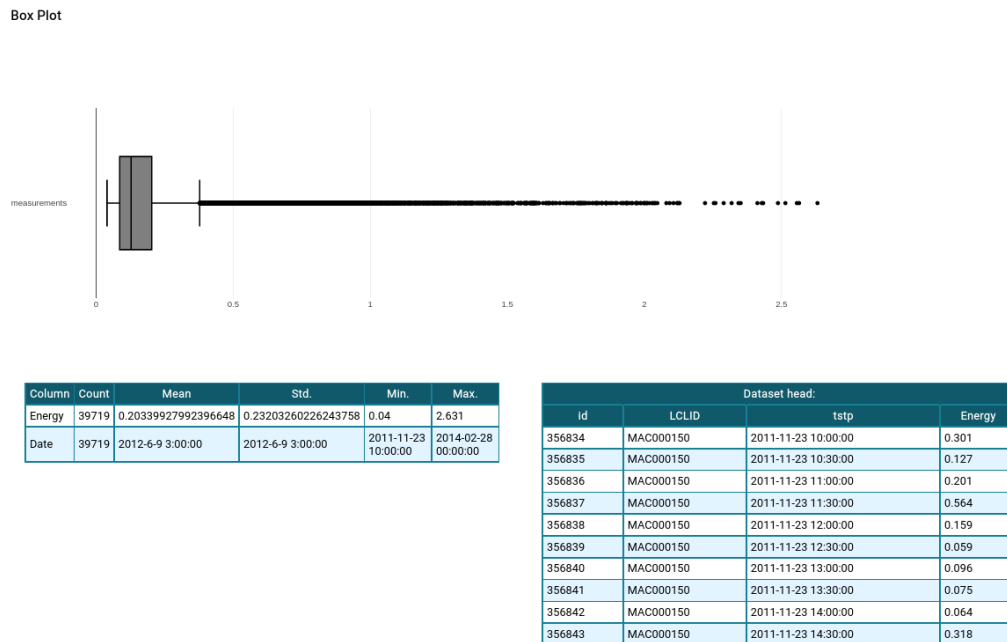 Box Plot
measurements
0 0.5 1 1.5 2 2.5
Column Count Mean Std. Min. Max.
Energy 39719 0.20339927992396648 0.23203260226243758 0.04 2.631
Date 39719 2012-6-9 3:00:00 2012-6-9 3:00:00 2011-11-23 10:00:00 2014-02-28 00:00:00
Dataset head:
id LCLID tstp Energy
356834 MAC000150 2011-11-23 10:00:00 0.301
356835 MAC000150 2011-11-23 10:30:00 0.127
356836 MAC000150 2011-11-23 11:00:00 0.201
356837 MAC000150 2011-11-23 11:30:00 0.564
356838 MAC000150 2011-11-23 12:00:00 0.159
356839 MAC000150 2011-11-23 12:30:00 0.059
356840 MAC000150 2011-11-23 13:00:00 0.096
356841 MAC000150 2011-11-23 13:30:00 0.075
356842 MAC000150 2011-11-23 14:00:00 0.064
356843 MAC000150 2011-11-23 14:30:00 0.318